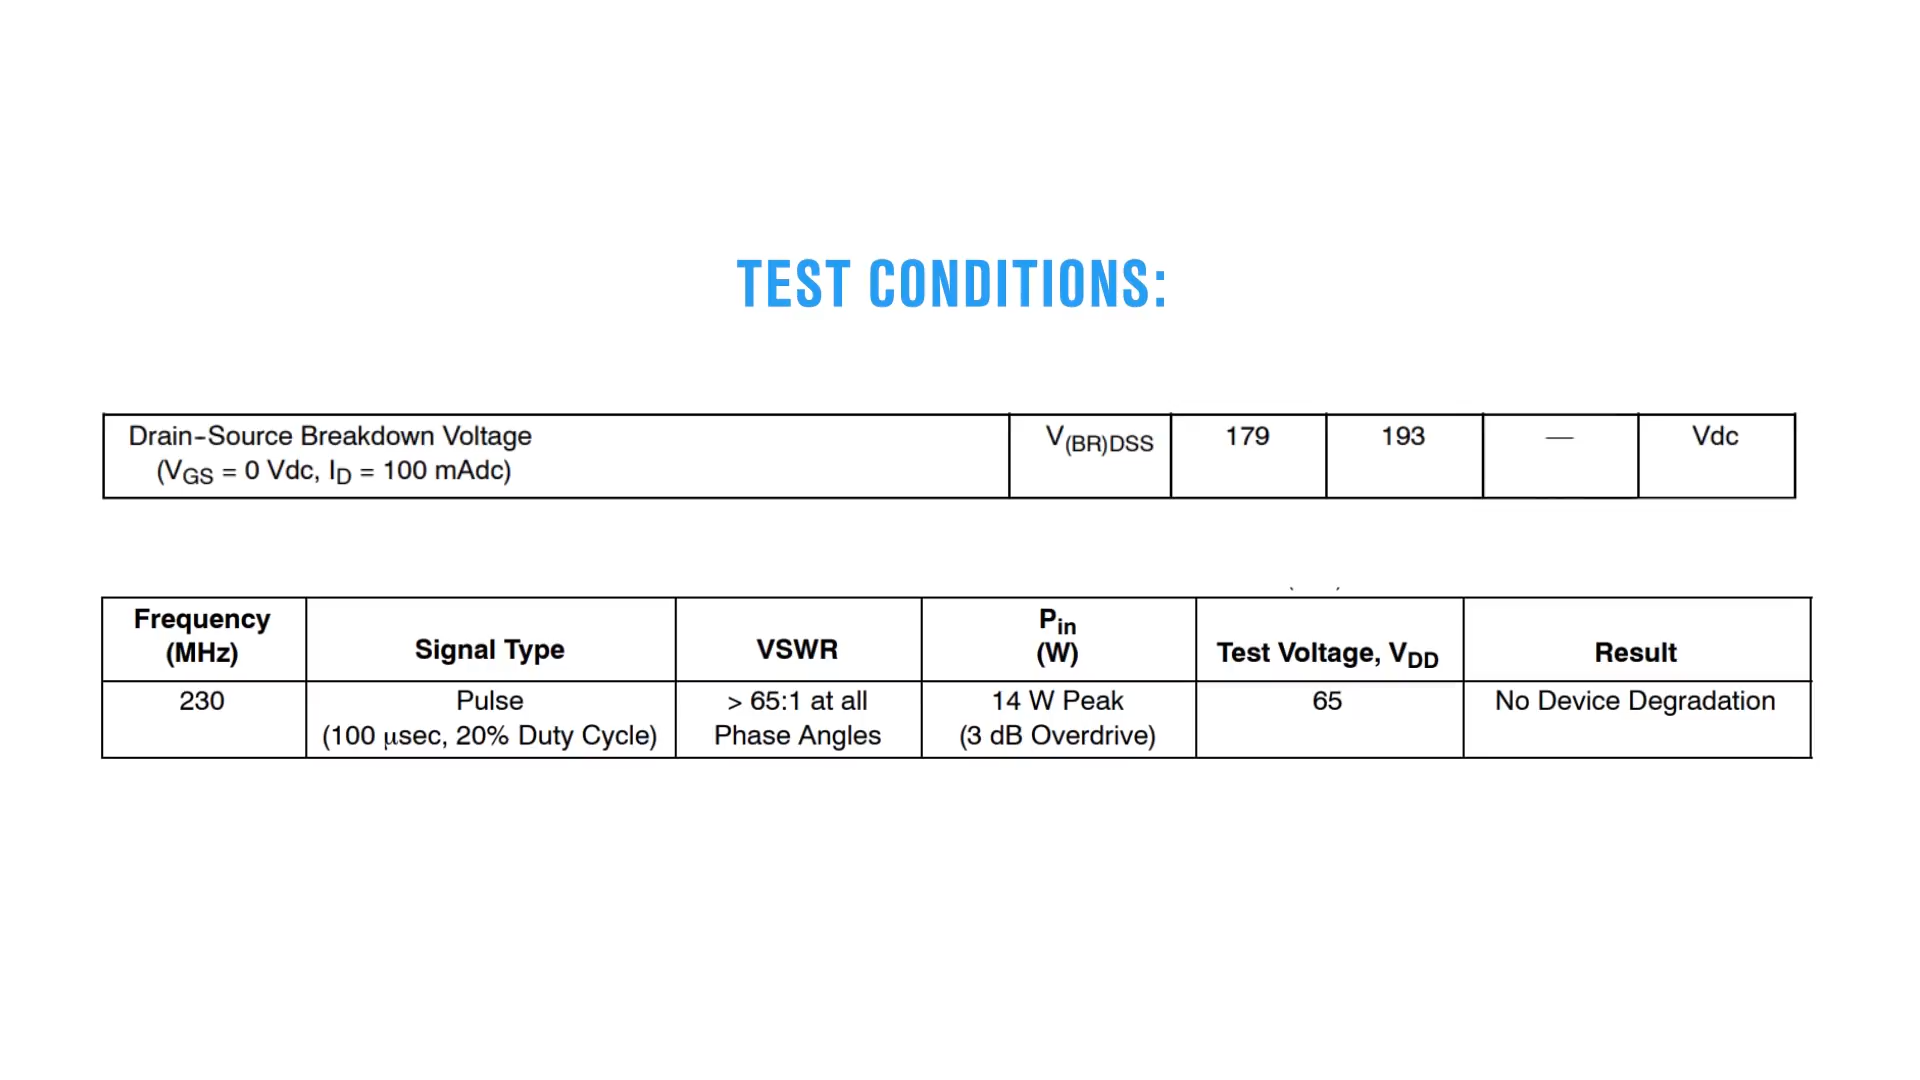 TEST CONDITIONS:
Drain-Source Breakdown Voltage V(BR)DSS 179 193 — Vdc
(VGS = 0 Vdc, ID = 100 mAdc)
Frequency (MHz) Signal Type VSWR Pin (W) Test Voltage, VDD Result
230 Pulse > 65:1 at all 14 W Peak 65 No Device Degradation
(100 μsec, 20% Duty Cycle) Phase Angles (3 dB Overdrive)